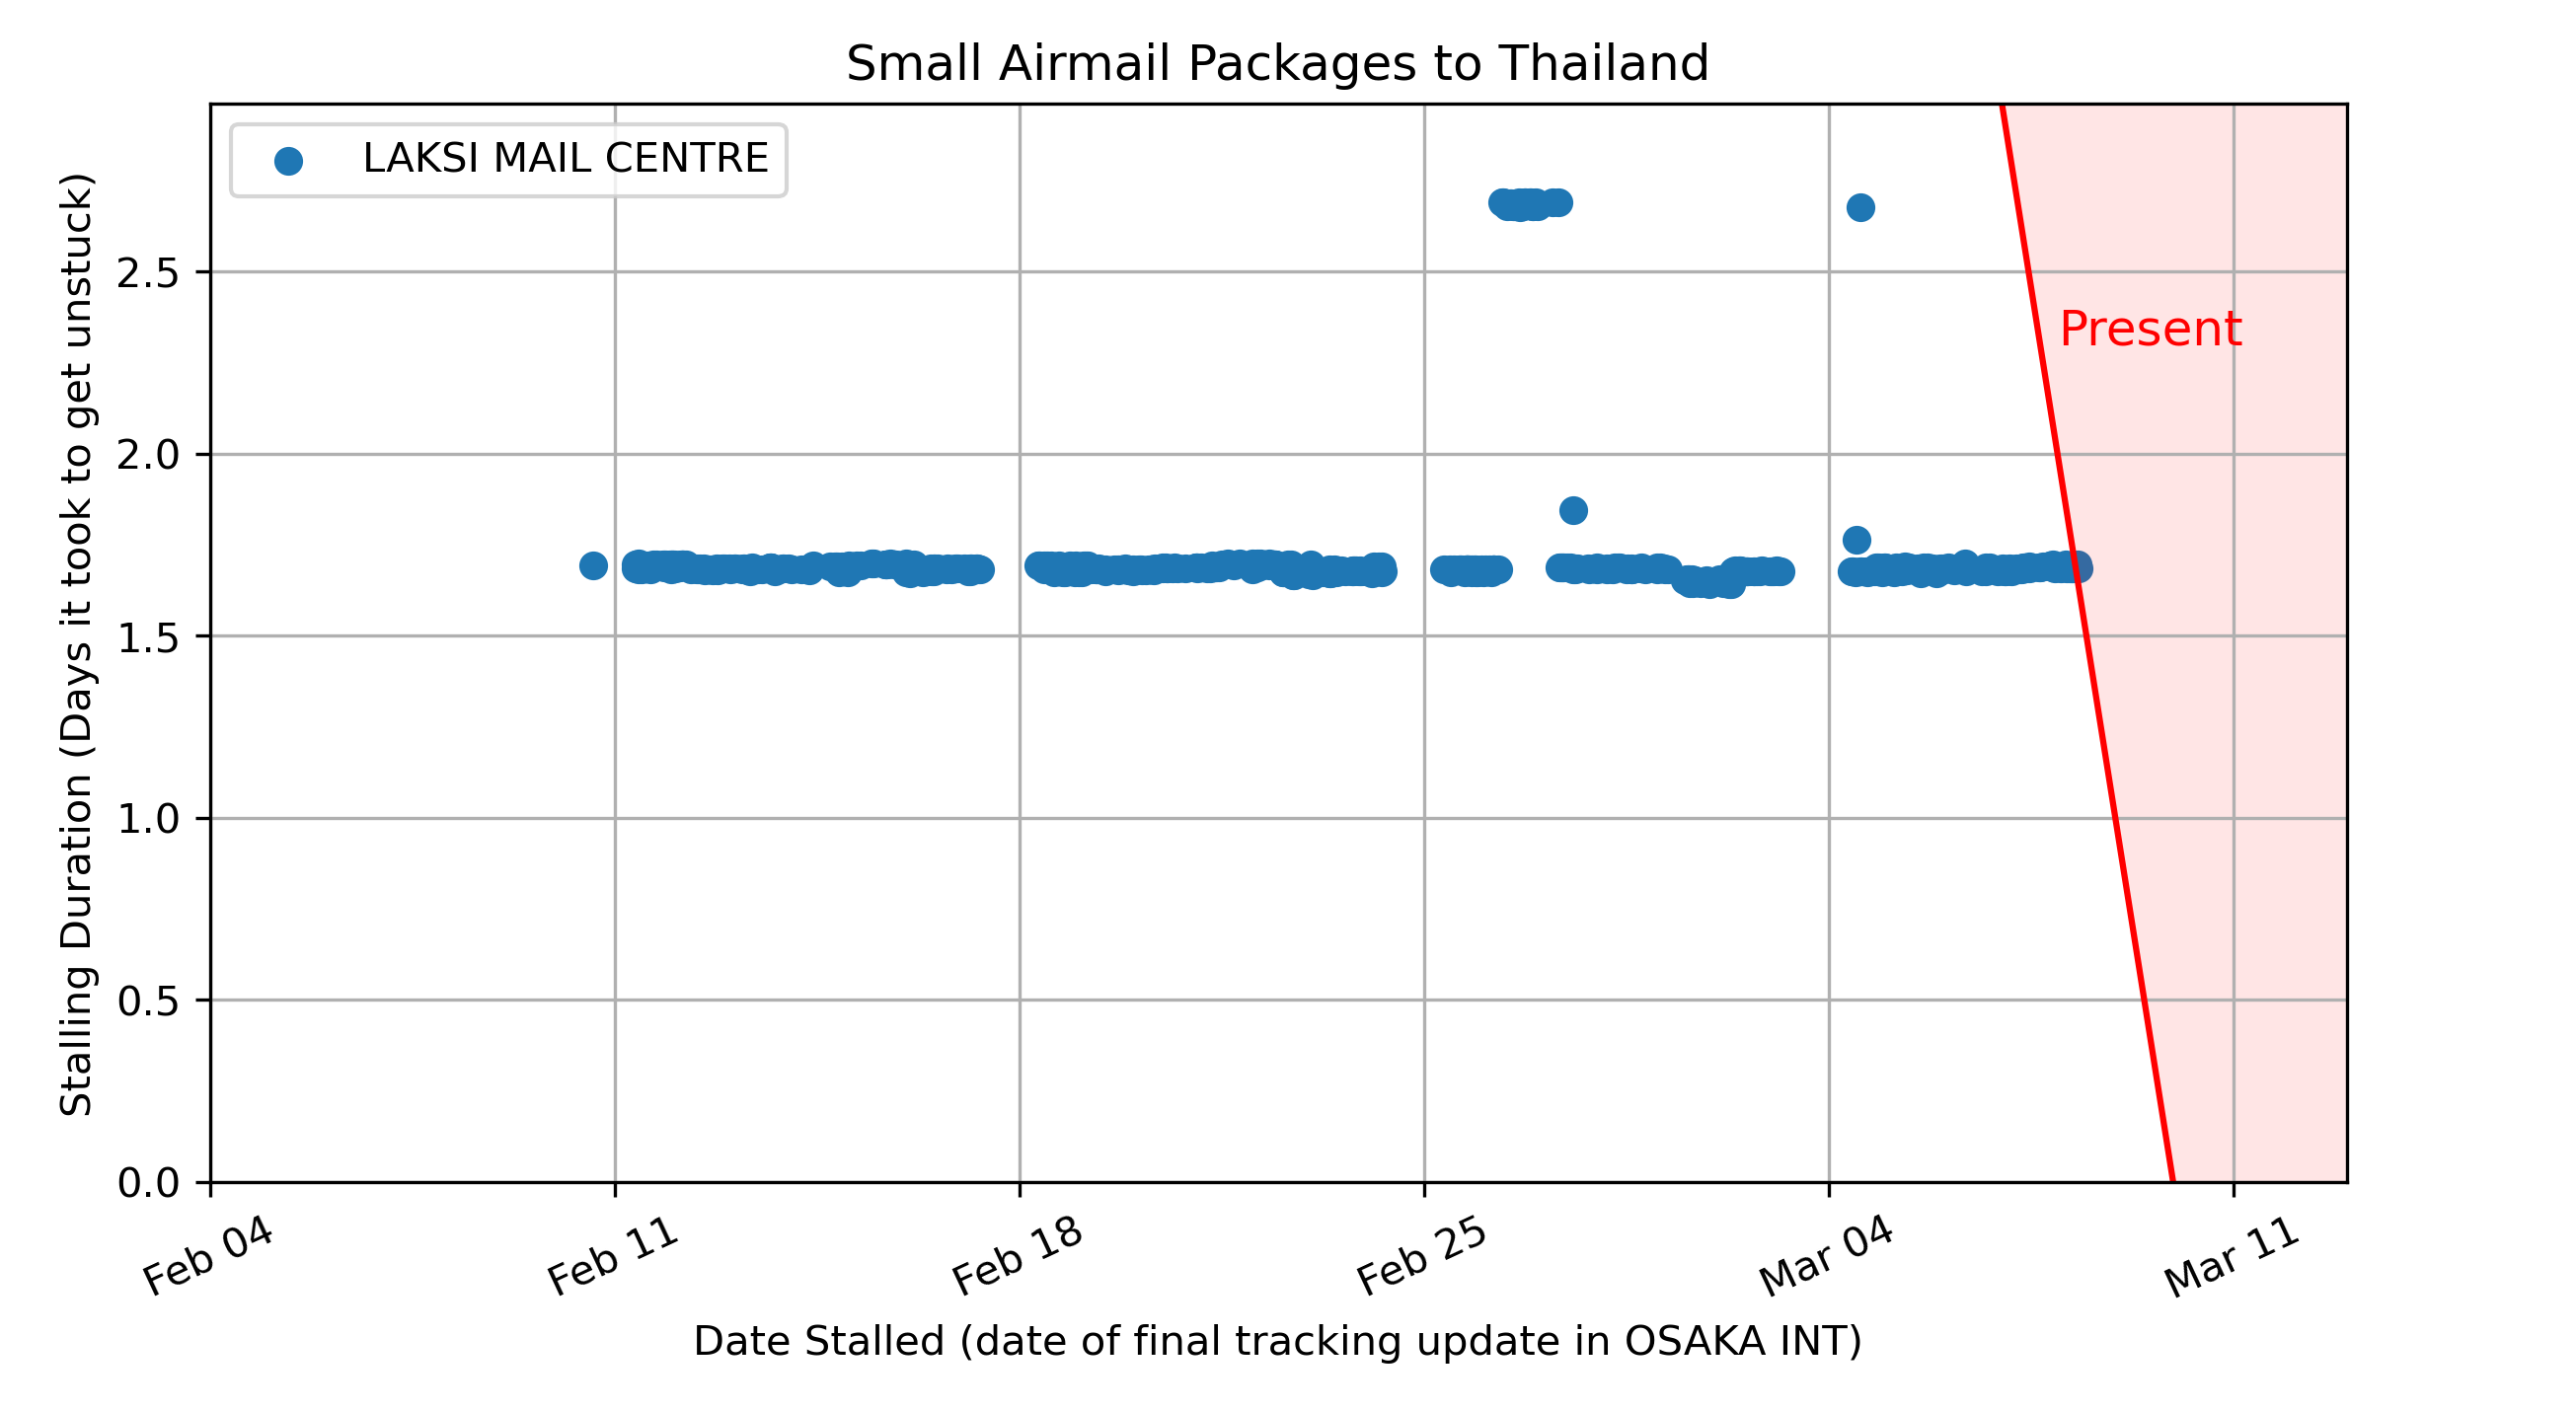 Small Airmail Packages to Thailand
LAKSI MAIL CENTRE
Present
Stalling Duration (Days it took to get unstuck)
2.5
2.0
1.5
1.0
0.5
0.0
Feb 04
Feb 11
Feb 18
Feb 25
Mar 04
Mar 11
Date Stalled (date of final tracking update in OSAKA INT)